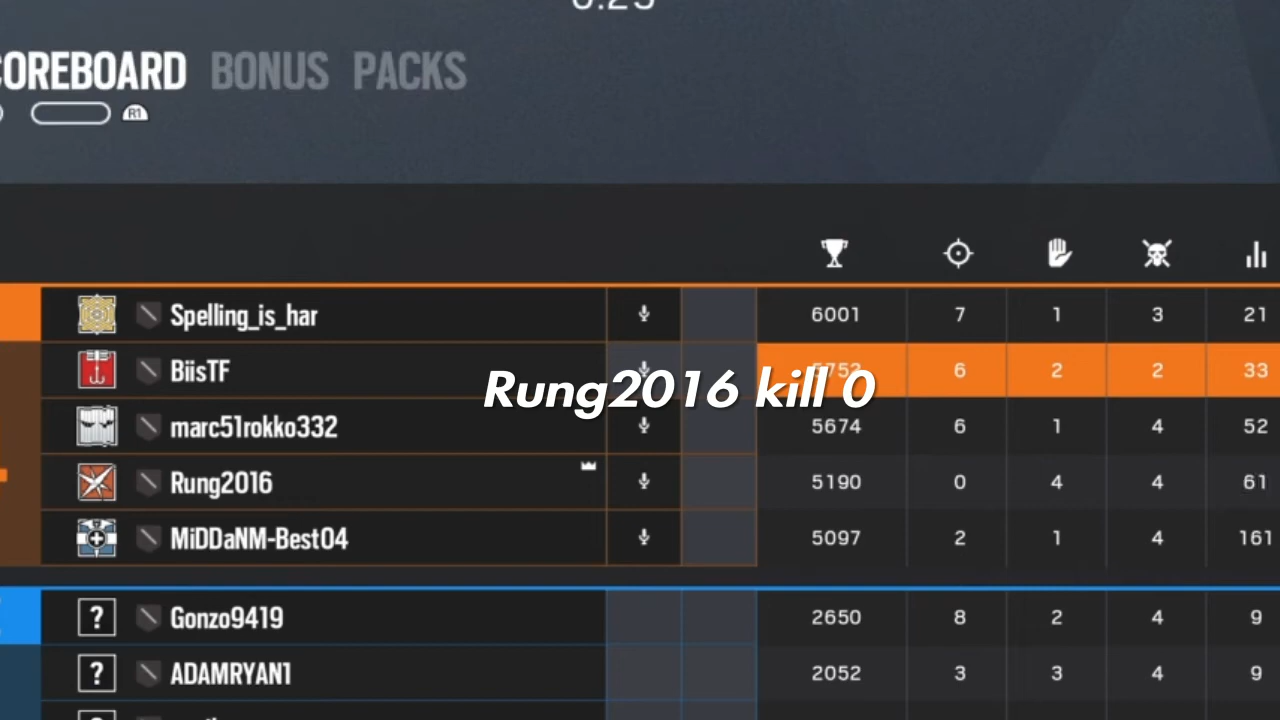 COREBOARD BONUS PACKS
R1
Spelling_is_har 6001 7 1 3 21
BiisTF 5752 6 2 2 33
Rung2016 kill 0
marc51rokko332 5674 6 1 4 52
Rung2016 5190 0 4 4 61
MiDDaNM-Best04 5097 2 1 4 161
? Gonzo9419 2650 8 2 4 9
? ADAMRYAN1 2052 3 3 4 9